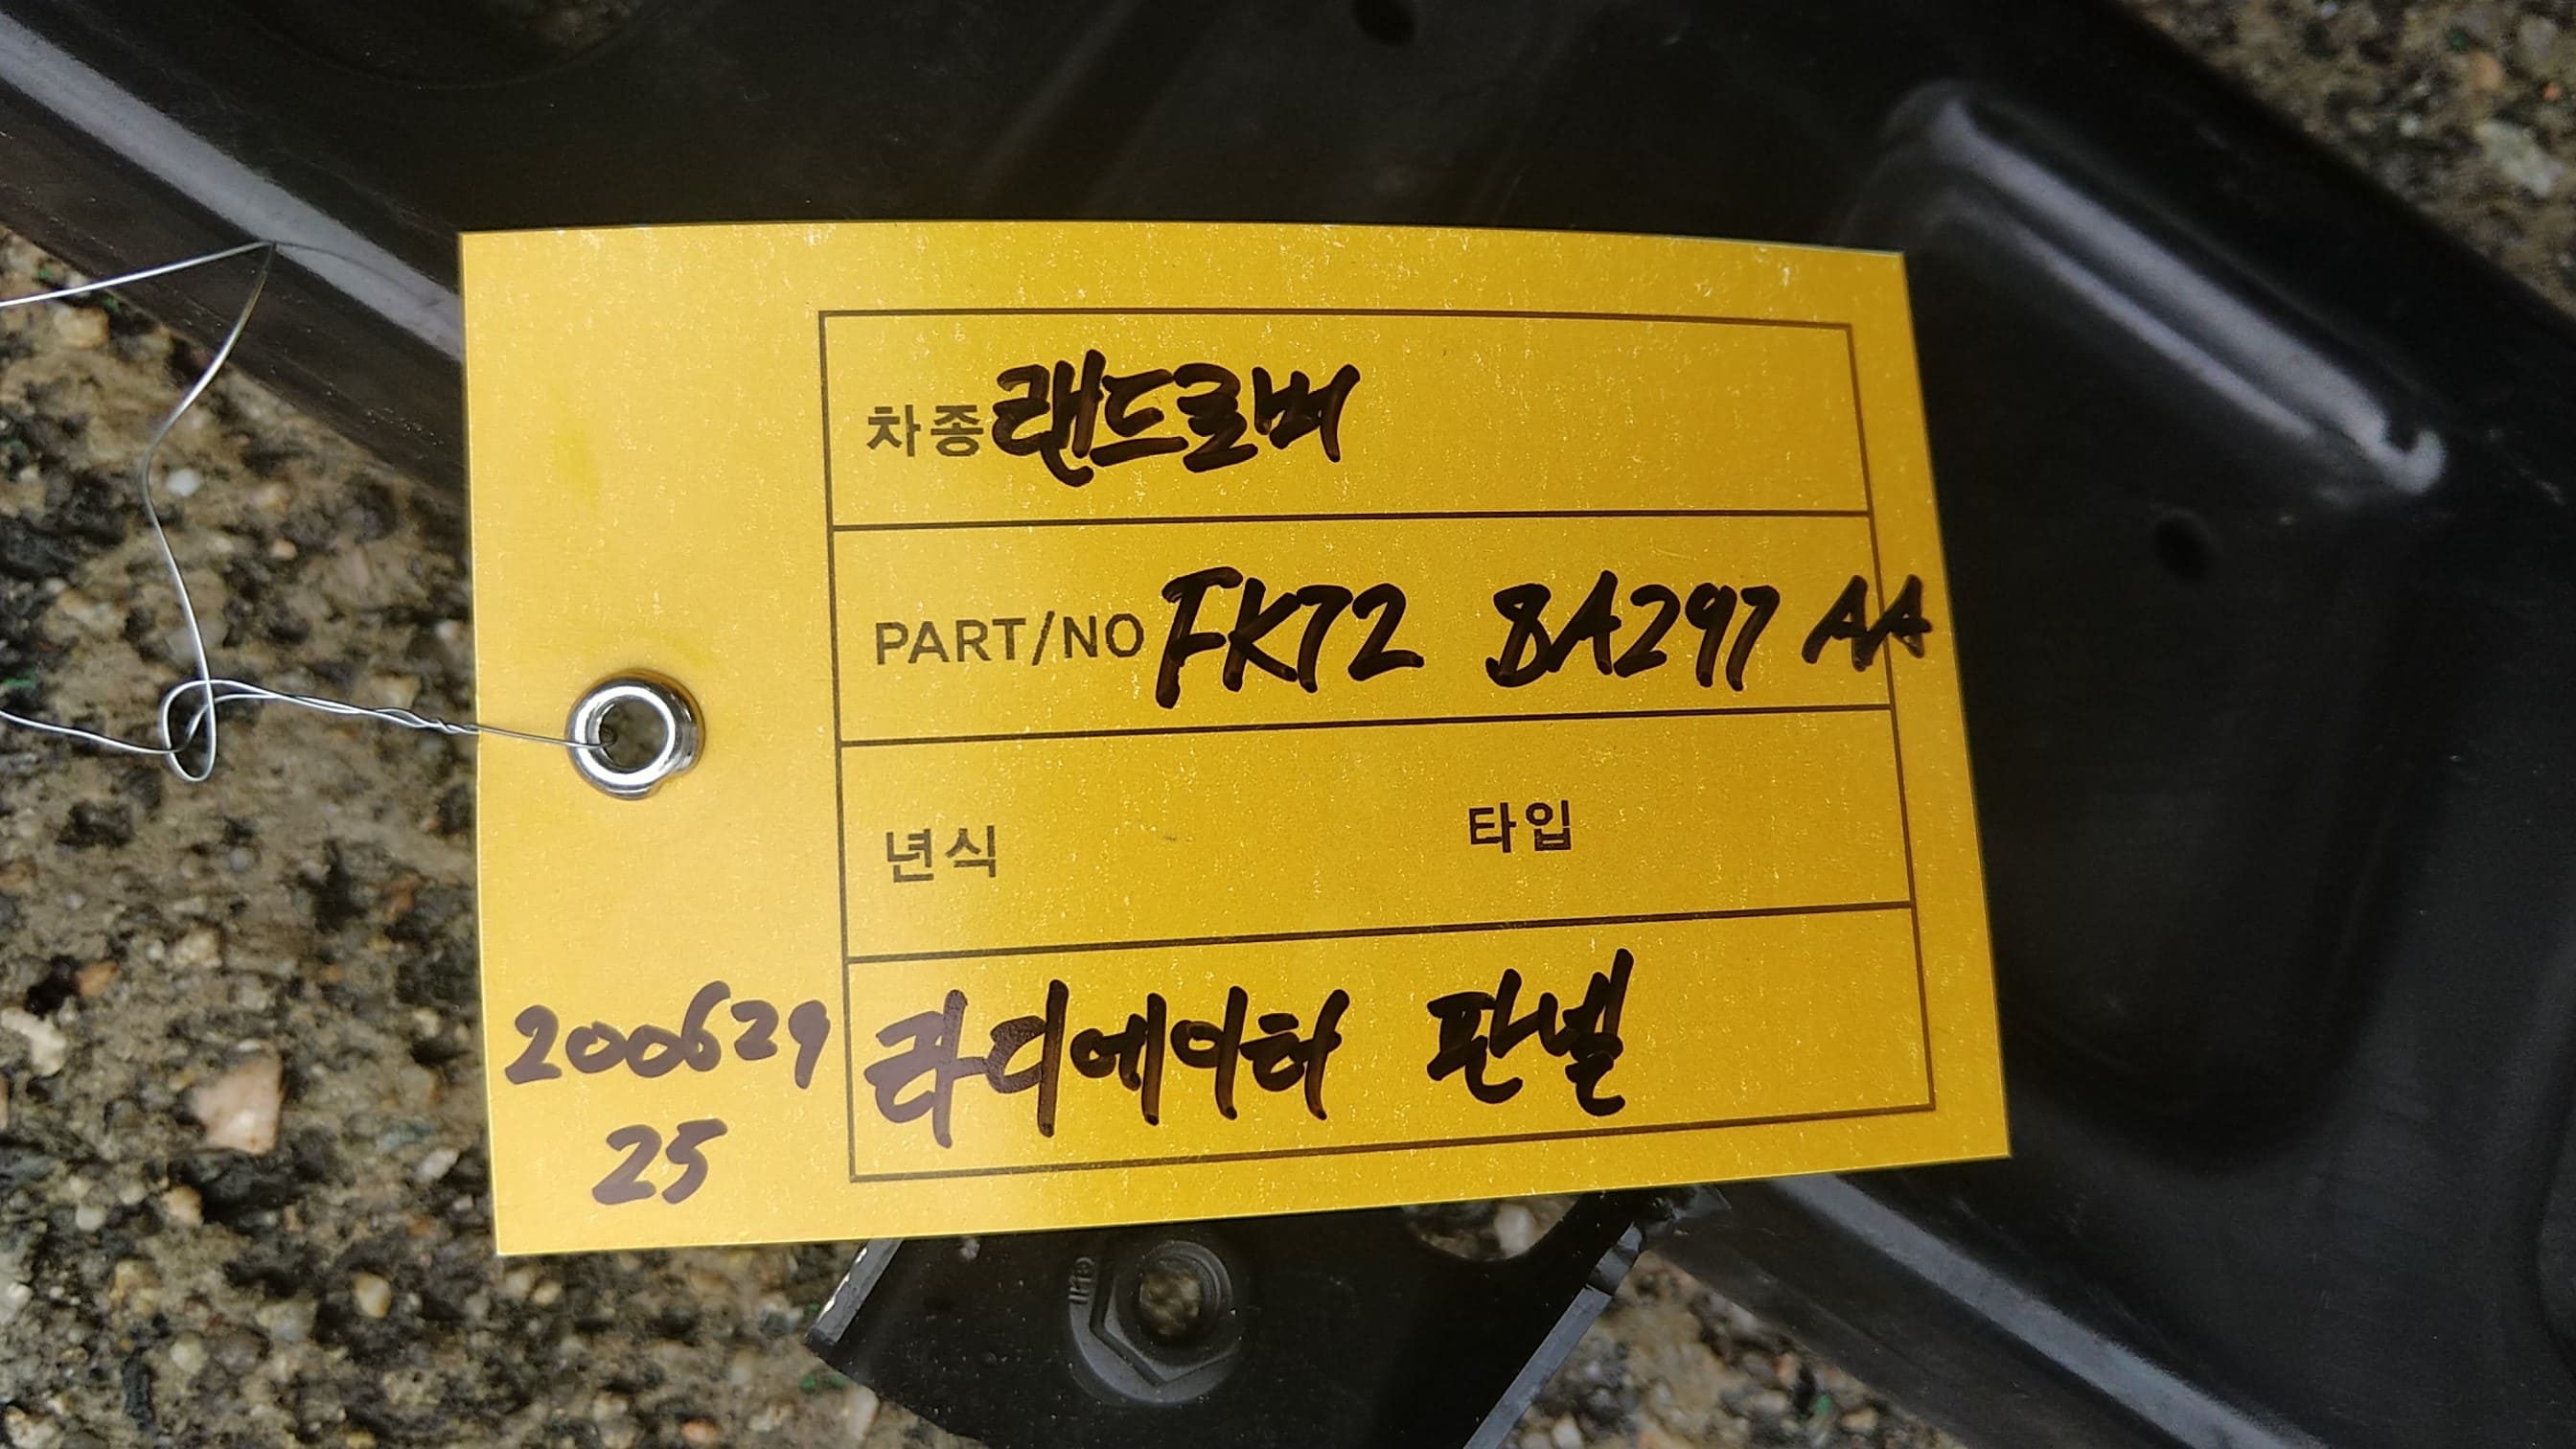 차종 랜드로버
PART/NO FK72 8A297 AA
년식 타입
라디에이터 판넬
200629
25